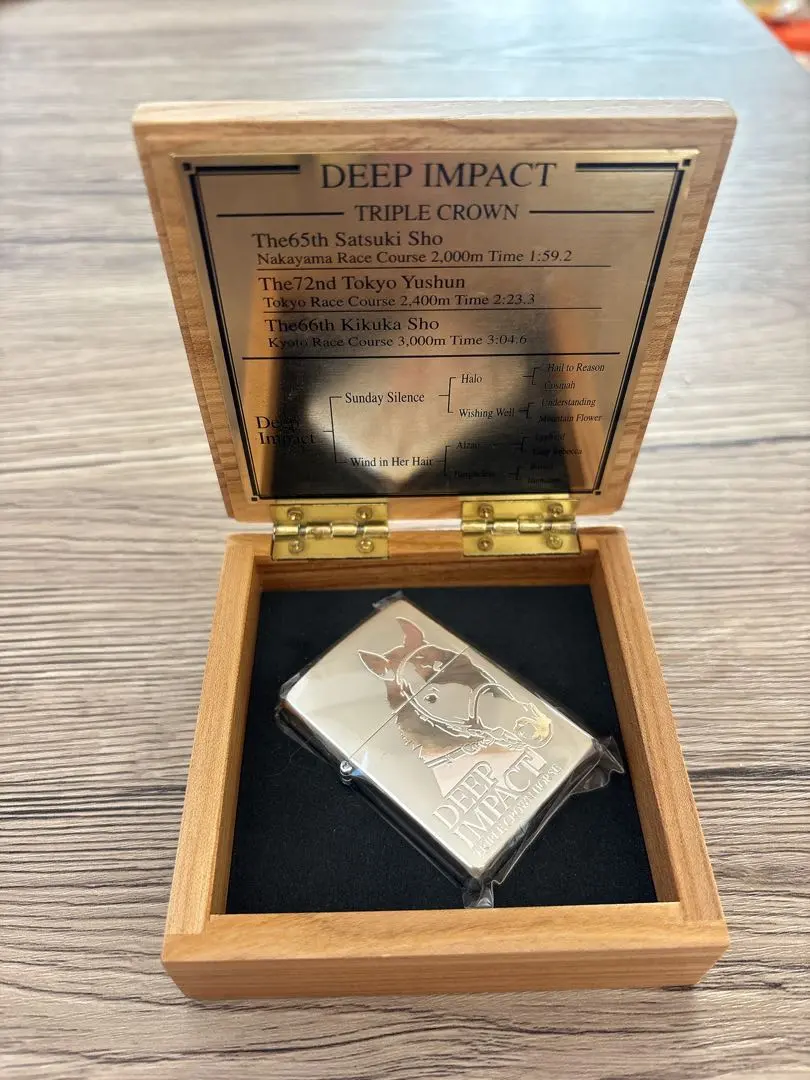 DEEP IMPACT
TRIPLE CROWN
The65th Satsuki Sho
Nakayama Race Course 2,000m Time 1:59.2
The72nd Tokyo Yushun
Tokyo Race Course 2,400m Time 2:23.3
The66th Kikuka Sho
Kyoto Race Course 3,000m Time 3:04.6
Deep
Impact
Sunday Silence
Halo
Hail to Reason
Cosmah
Wishing Well
Understanding
Mountain Flower
Wind in Her Hair
Alzao
DEEP
IMPACT